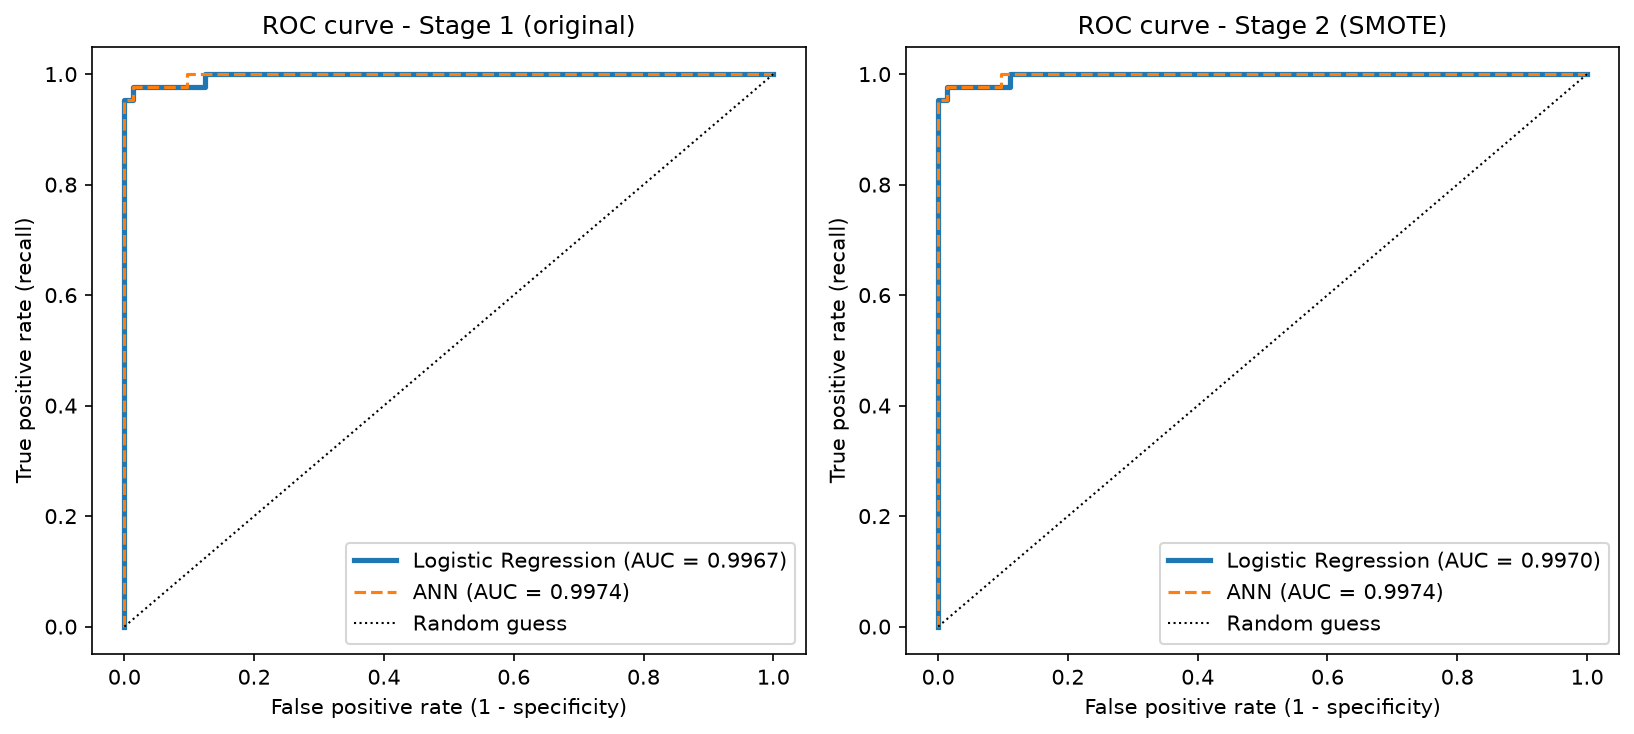 ROC curve - Stage 1 (original)
True positive rate (recall)
1.0
0.8
0.6
0.4
0.2
0.0
Logistic Regression (AUC = 0.9967)
ANN (AUC = 0.9974)
Random guess
0.0 0.2 0.4 0.6 0.8 1.0
False positive rate (1 - specificity)
ROC curve - Stage 2 (SMOTE)
True positive rate (recall)
1.0
0.8
0.6
0.4
0.2
0.0
Logistic Regression (AUC = 0.9970)
ANN (AUC = 0.9974)
Random guess
0.0 0.2 0.4 0.6 0.8 1.0
False positive rate (1 - specificity)